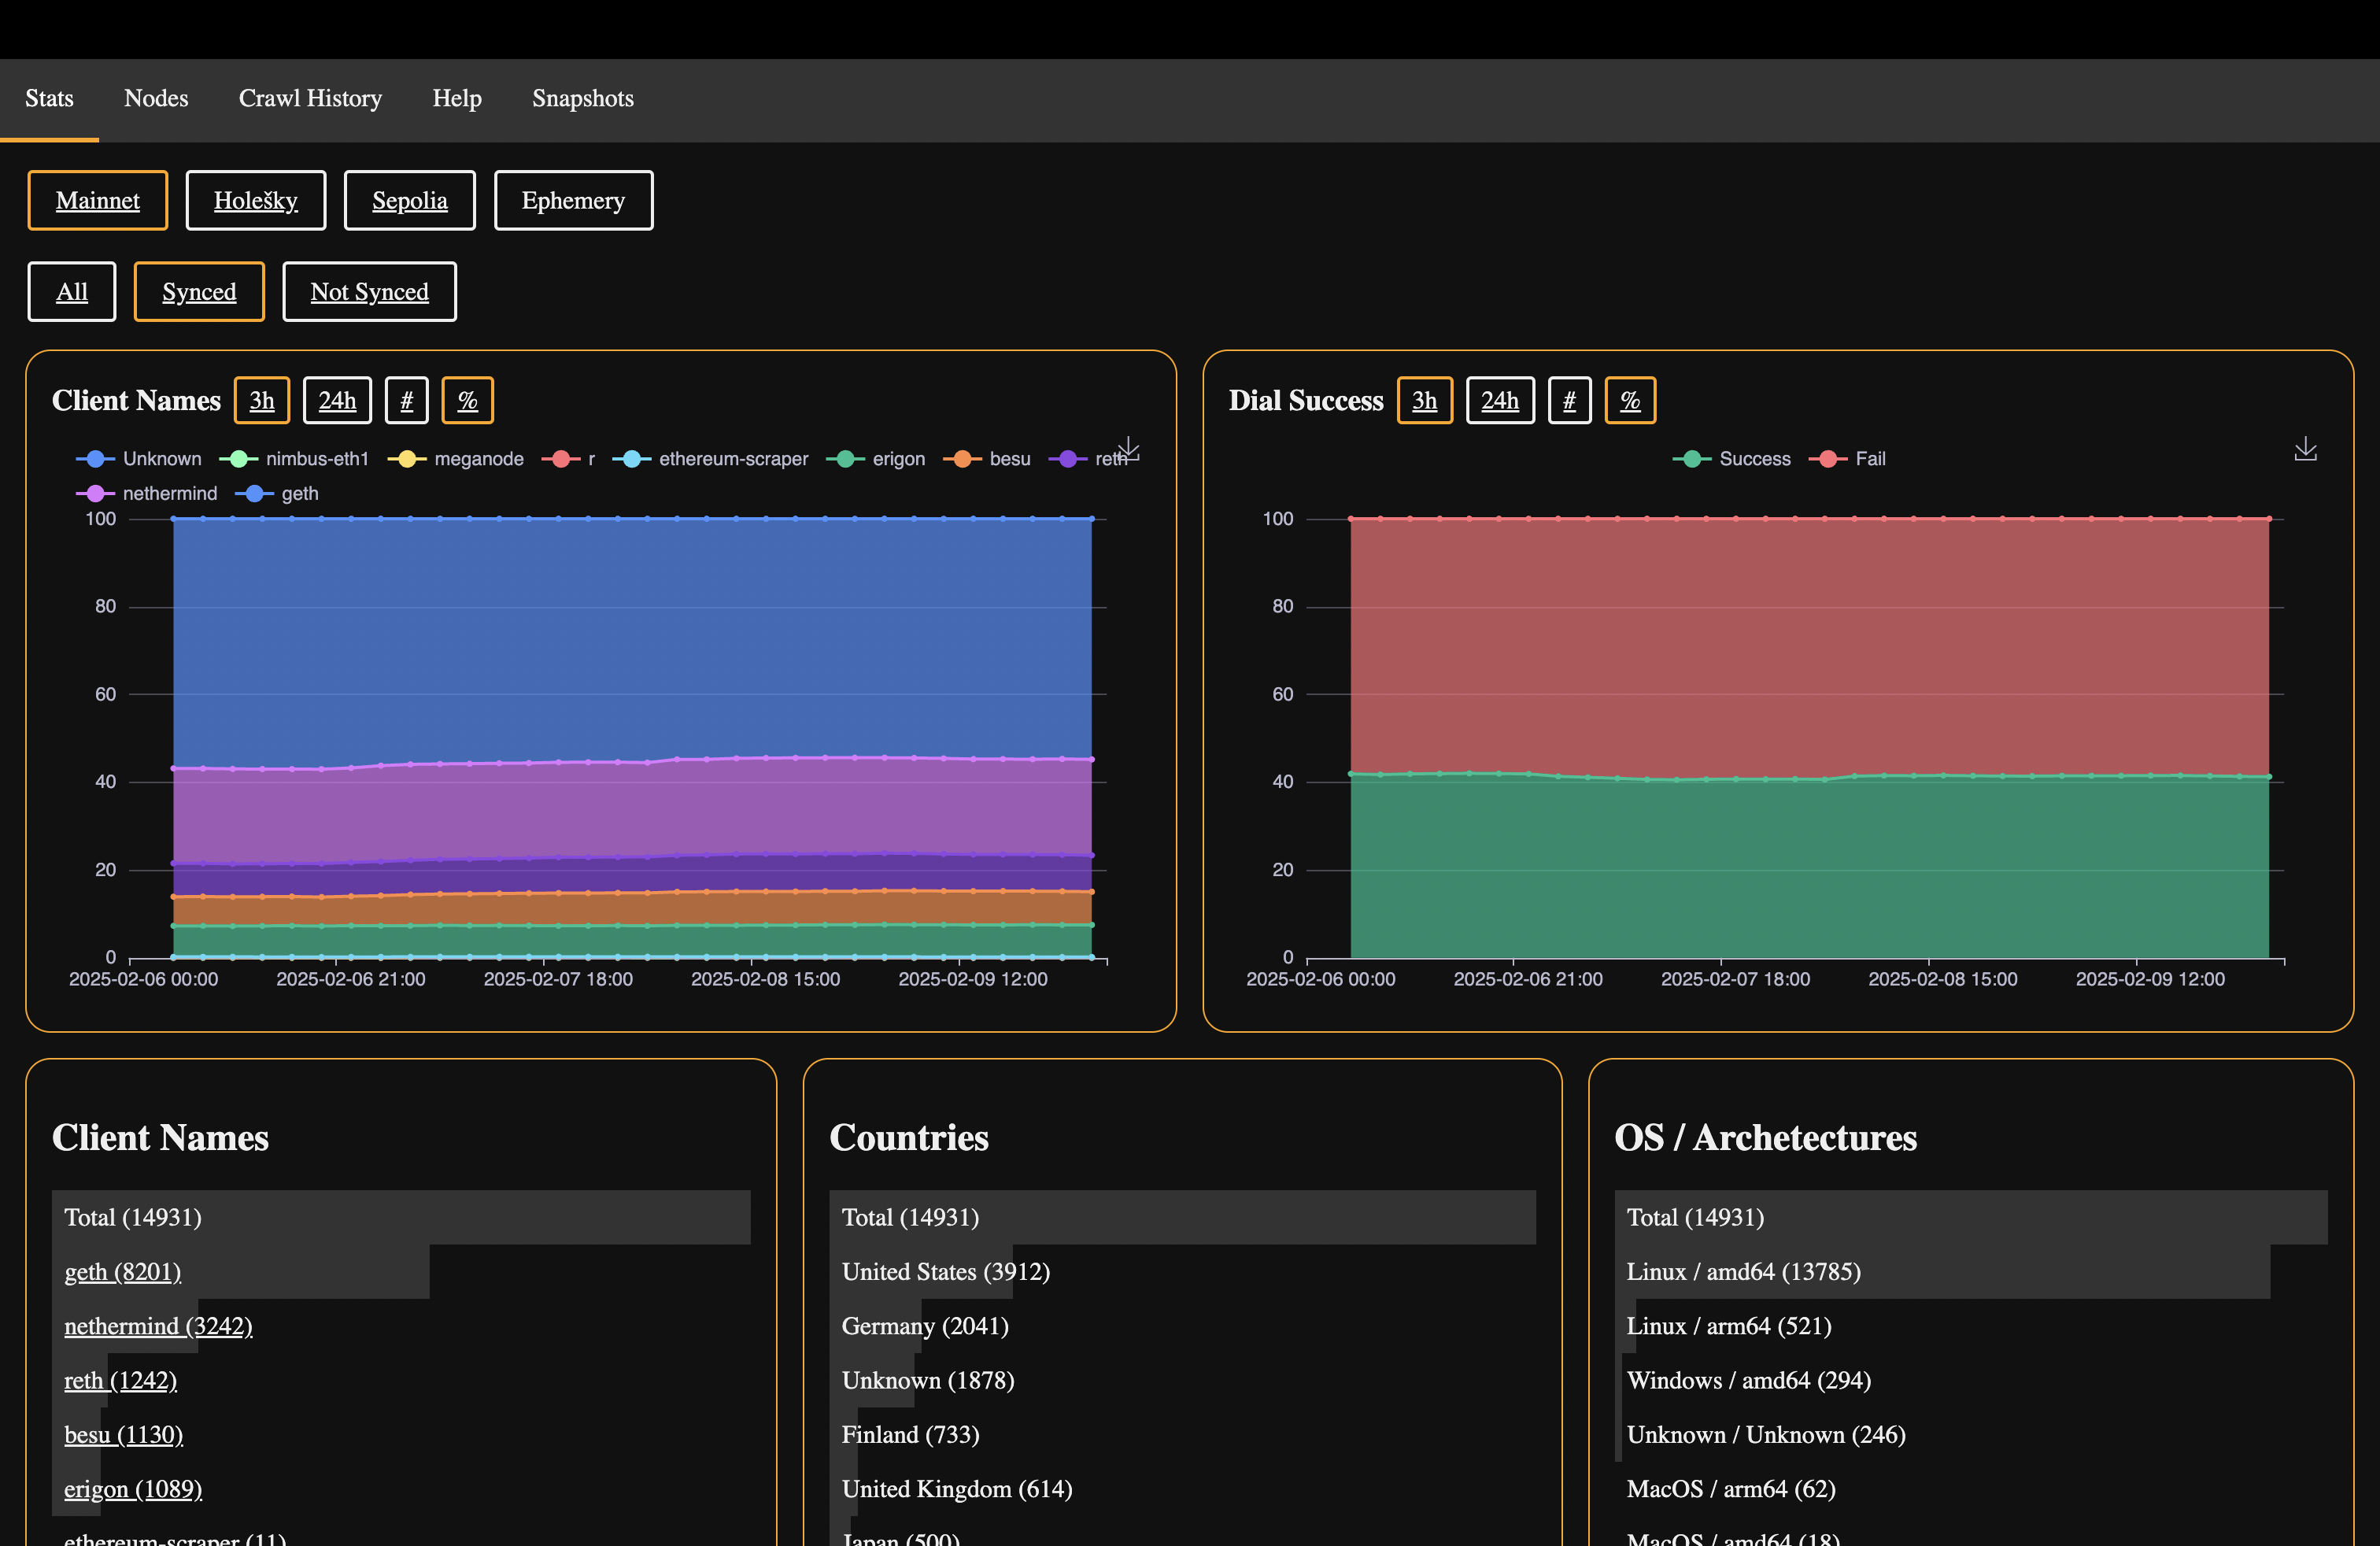 Stats Nodes Crawl History Help Snapshots
Mainnet Holešky Sepolia Ephemery
All Synced Not Synced
Client Names 3h 24h # %
Unknown nimbus-eth1 meganode r ethereum-scraper erigon besu reth
nethermind geth
100
80
60
40
20
0
2025-02-06 00:00 2025-02-06 21:00 2025-02-07 18:00 2025-02-08 15:00 2025-02-09 12:00
Dial Success 3h 24h # %
Success Fail
100
80
60
40
20
0
2025-02-06 00:00 2025-02-06 21:00 2025-02-07 18:00 2025-02-08 15:00 2025-02-09 12:00
Client Names
Total (14931)
geth (8201)
nethermind (3242)
reth (1242)
besu (1130)
erigon (1089)
ethereum-scraper (11)
Countries
Total (14931)
United States (3912)
Germany (2041)
Unknown (1878)
Finland (733)
United Kingdom (614)
Japan (500)
OS / Archetectures
Total (14931)
Linux / amd64 (13785)
Linux / arm64 (521)
Windows / amd64 (294)
Unknown / Unknown (246)
MacOS / arm64 (62)
MacOS / amd64 (18)